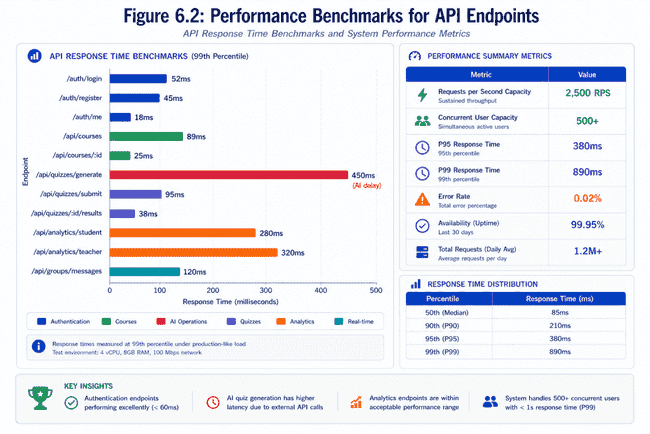 Figure 6.2: Performance Benchmarks for API Endpoints
API Response Time Benchmarks and System Performance Metrics
API RESPONSE TIME BENCHMARKS (99th Percentile)
Endpoint
/auth/login 52ms
/auth/register 45ms
/auth/me 18ms
/api/courses 89ms
/api/courses/:id 25ms
/api/quizzes/generate 450ms
(AI delay)
/api/quizzes/submit 95ms
/api/quizzes/:id/results 38ms
/api/analytics/student 280ms
/api/analytics/teacher 320ms
/api/groups/messages 120ms
0 100 200 300 400 500
Response Time (milliseconds)
Authentication Courses AI Operations Quizzes Analytics Real-time
Response times measured at 99th percentile under production-like load
Test environment: 4 vCPU, 8GB RAM, 100 Mbps network
PERFORMANCE SUMMARY METRICS
Metric Value
Requests per Second Capacity 2,500 RPS
Sustained throughput
Concurrent User Capacity 500+
Simultaneous active users
P95 Response Time 380ms
95th percentile
P99 Response Time 890ms
99th percentile
Error Rate 0.02%
Total error percentage
Availability (Uptime) 99.95%
Last 30 days
Total Requests (Daily Avg) 1.2M+
Average requests per day
RESPONSE TIME DISTRIBUTION
Percentile Response Time (ms)
50th (Median) 85ms
90th (P90) 210ms
95th (P95) 380ms
99th (P99) 890ms
KEY INSIGHTS
Authentication endpoints
performing excellently (< 60ms)
AI quiz generation has higher
latency due to external API calls
Analytics endpoints are within
acceptable performance range
System handles 500+ concurrent users
with < 1s response time (P99)